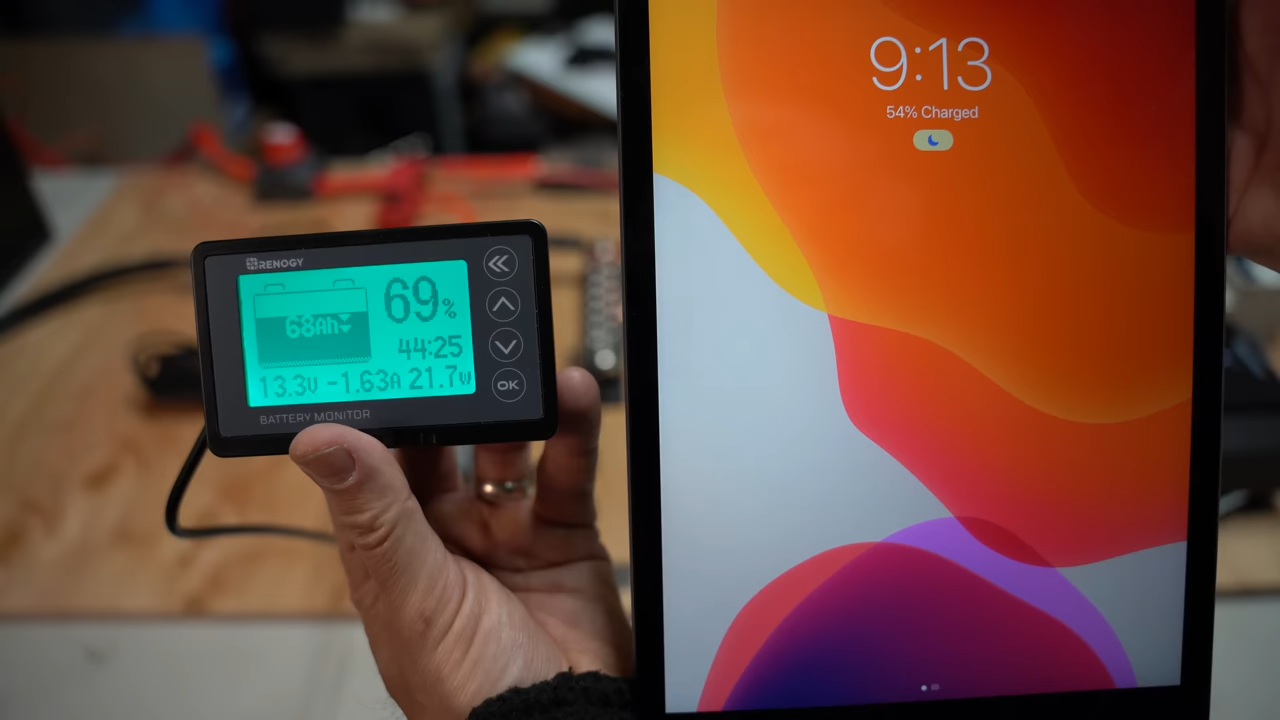 RENOGY
69%
68Ah
44:25
13.3V -1.63A 21.7W
BATTERY MONITOR
OK
9:13
54% Charged